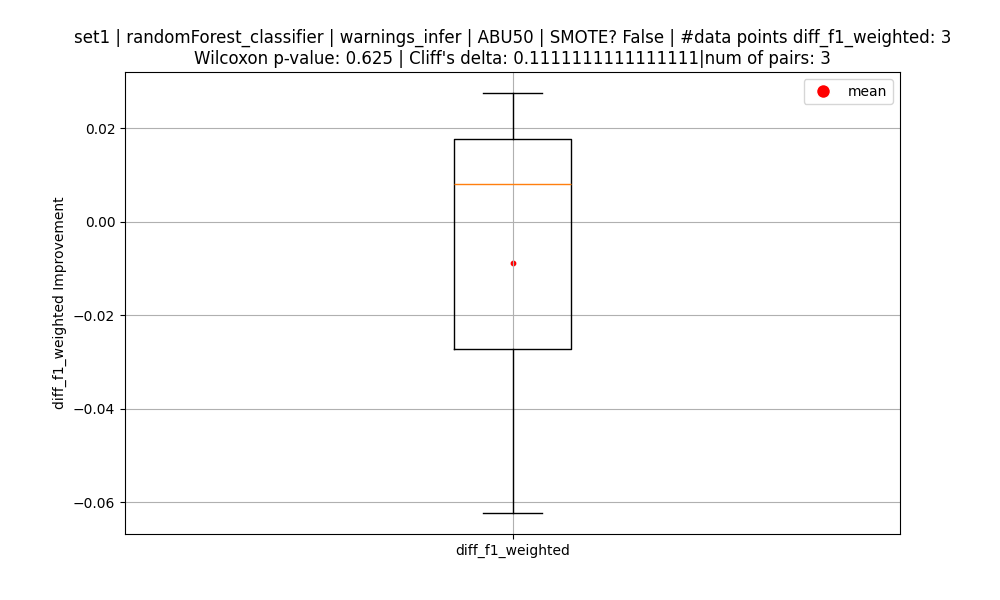 set1 | randomForest_classifier | warnings_infer | ABU50 | SMOTE? False | #data points diff_f1_weighted: 3
Wilcoxon p-value: 0.625 | Cliff's delta: 0.1111111111111111|num of pairs: 3
mean
0.02
0.00
−0.02
−0.04
−0.06
diff_f1_weighted Improvement
diff_f1_weighted